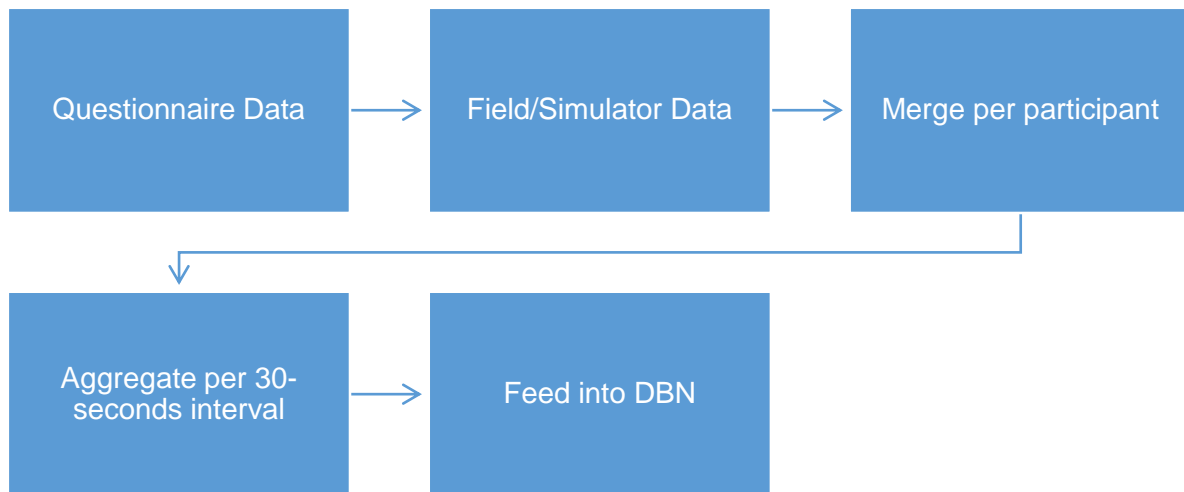 Questionnaire Data
Field/Simulator Data
Merge per participant
Aggregate per 30-
seconds interval
Feed into DBN